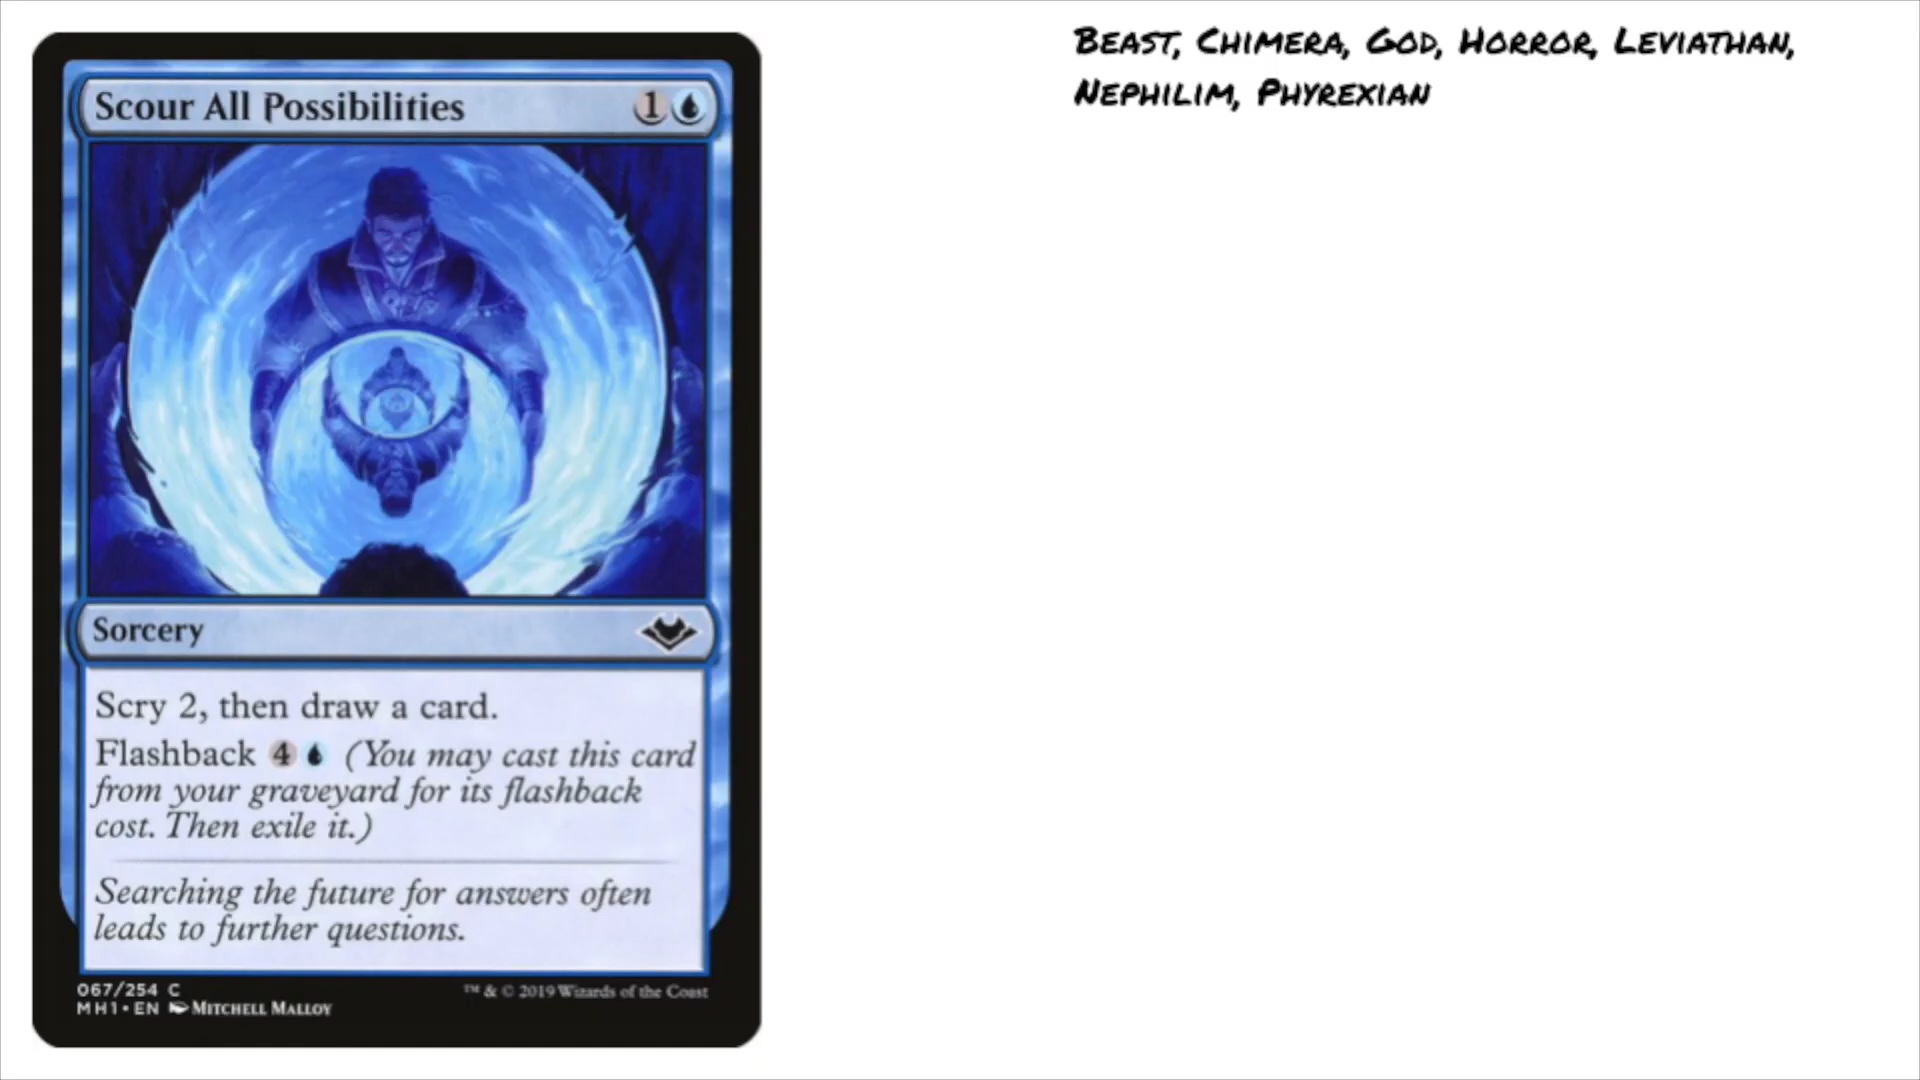 Scour All Possibilities 1
Sorcery
Scry 2, then draw a card.
Flashback 4 (You may cast this card
from your graveyard for its flashback
cost. Then exile it.)
Searching the future for answers often
leads to further questions.
067/254 C
MH1 • EN Mitchell Malloy
™ & © 2019 Wizards of the Coast
Beast, Chimera, God, Horror, Leviathan,
Nephilim, Phyrexian